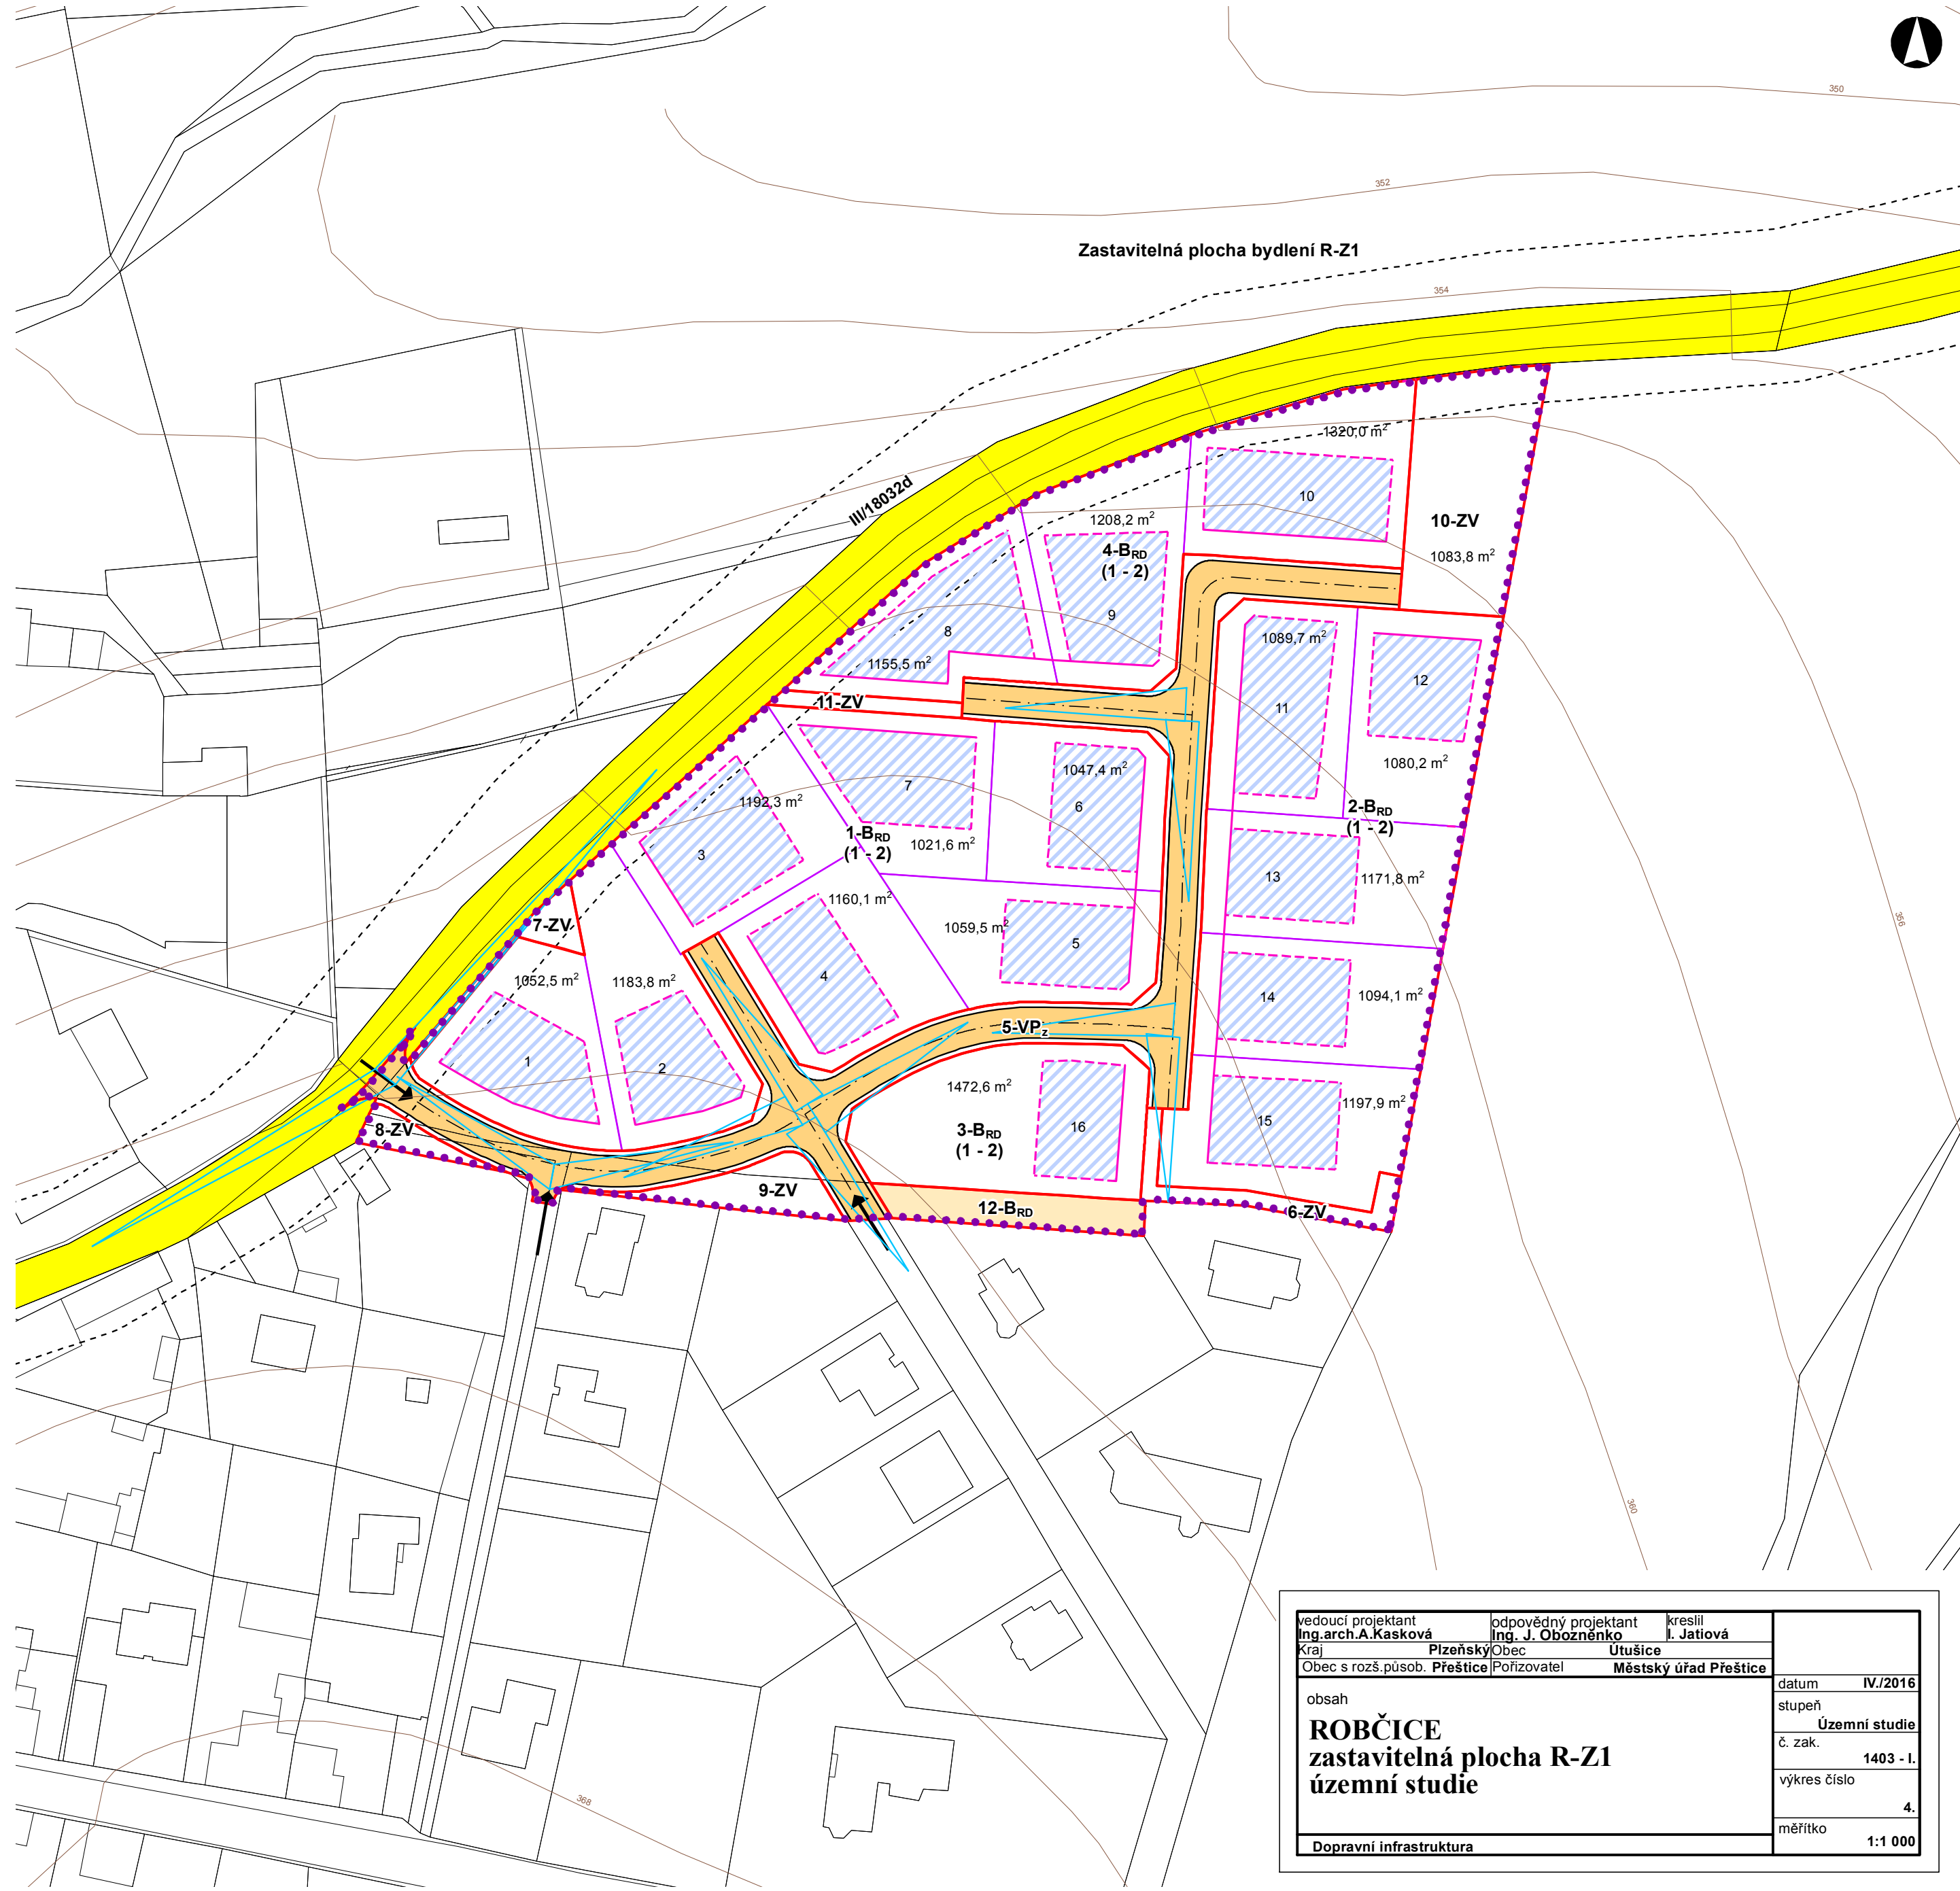 350
352
Zastavitelná plocha bydlení R-Z1
354
III/18032d
1320,0 m²
10
10-ZV
1083,8 m²
1208,2 m²
4-BRD
(1 - 2)
9
8
1155,5 m²
1089,7 m²
12
11
11-ZV
1080,2 m²
7
1047,4 m²
6
1192,3 m²
3
1-BRD
(1 - 2)
1021,6 m²
2-BRD
(1 - 2)
13
1171,8 m²
1160,1 m²
1059,5 m²
5
7-ZV
4
356
1052,5 m²
1183,8 m²
14
1094,1 m²
5-VPz
1
2
1472,6 m²
3-BRD
(1 - 2)
16
15
1197,9 m²
8-ZV
9-ZV
12-BRD
6-ZV
360
368
vedoucí projektant
Ing.arch.A.Kasková
odpovědný projektant
Ing. J. Obozněnko
kreslil
I. Jatiová
Kraj Plzeňský
Obec Útušice
Obec s rozš.působ. Přeštice
Pořizovatel Městský úřad Přeštice
obsah
ROBČICE
zastavitelná plocha R-Z1
územní studie
Dopravní infrastruktura
datum IV./2016
stupeň
Územní studie
č. zak.
1403 - I.
výkres číslo
4.
měřítko
1:1 000